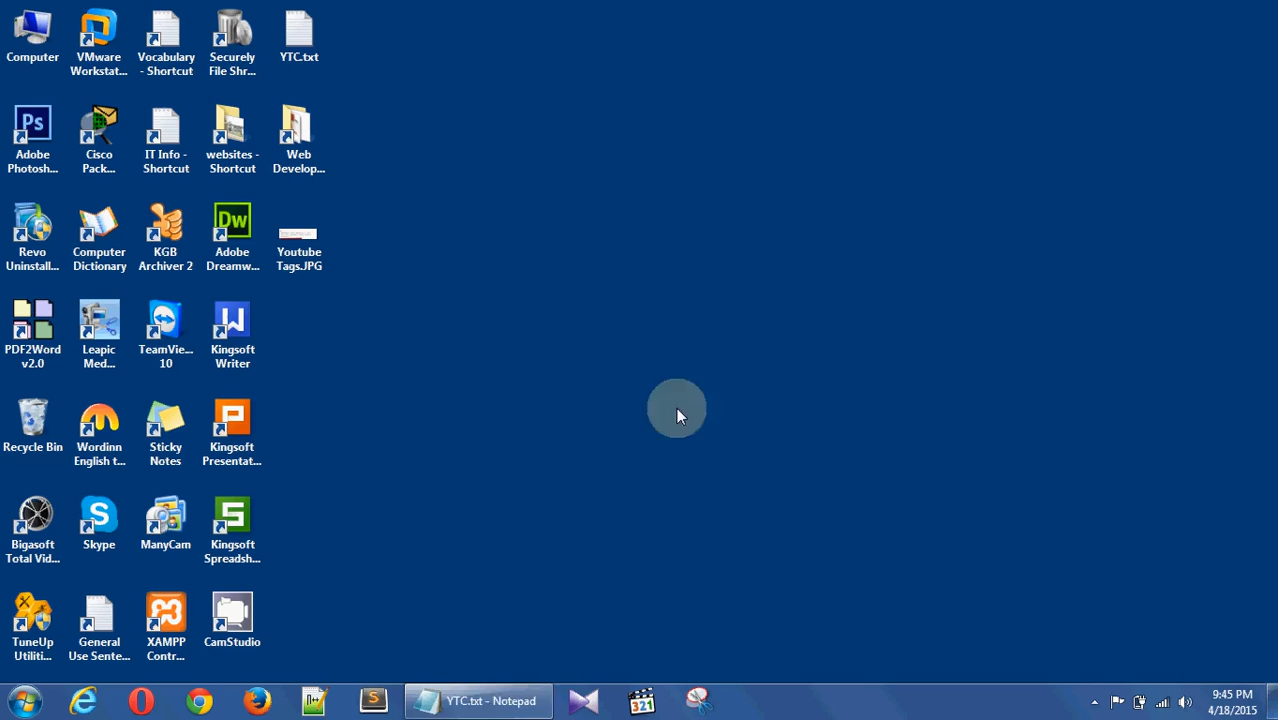 Computer
VMware
Workstat...
Vocabulary
- Shortcut
Securely
File Shr...
YTC.txt
Ps
Adobe
Photosh...
Cisco
Pack...
IT Info -
Shortcut
websites -
Shortcut
Web
Develop...
Revo
Uninstall...
Computer
Dictionary
KGB
Archiver 2
Dw
Adobe
Dreamw...
Youtube
Tags.JPG
PDF2Word
v2.0
Leapic
Med...
TeamVie...
10
W
Kingsoft
Writer
Recycle Bin
Wordinn
English t...
Sticky
Notes
P
Kingsoft
Presentat...
Bigasoft
Total Vid...
S
Skype
ManyCam
S
Kingsoft
Spreadsh...
TuneUp
Utiliti...
General
Use Sente...
XAMPP
Contr...
CamStudio
n++
S
YTC.txt - Notepad
321
9:45 PM
4/18/2015